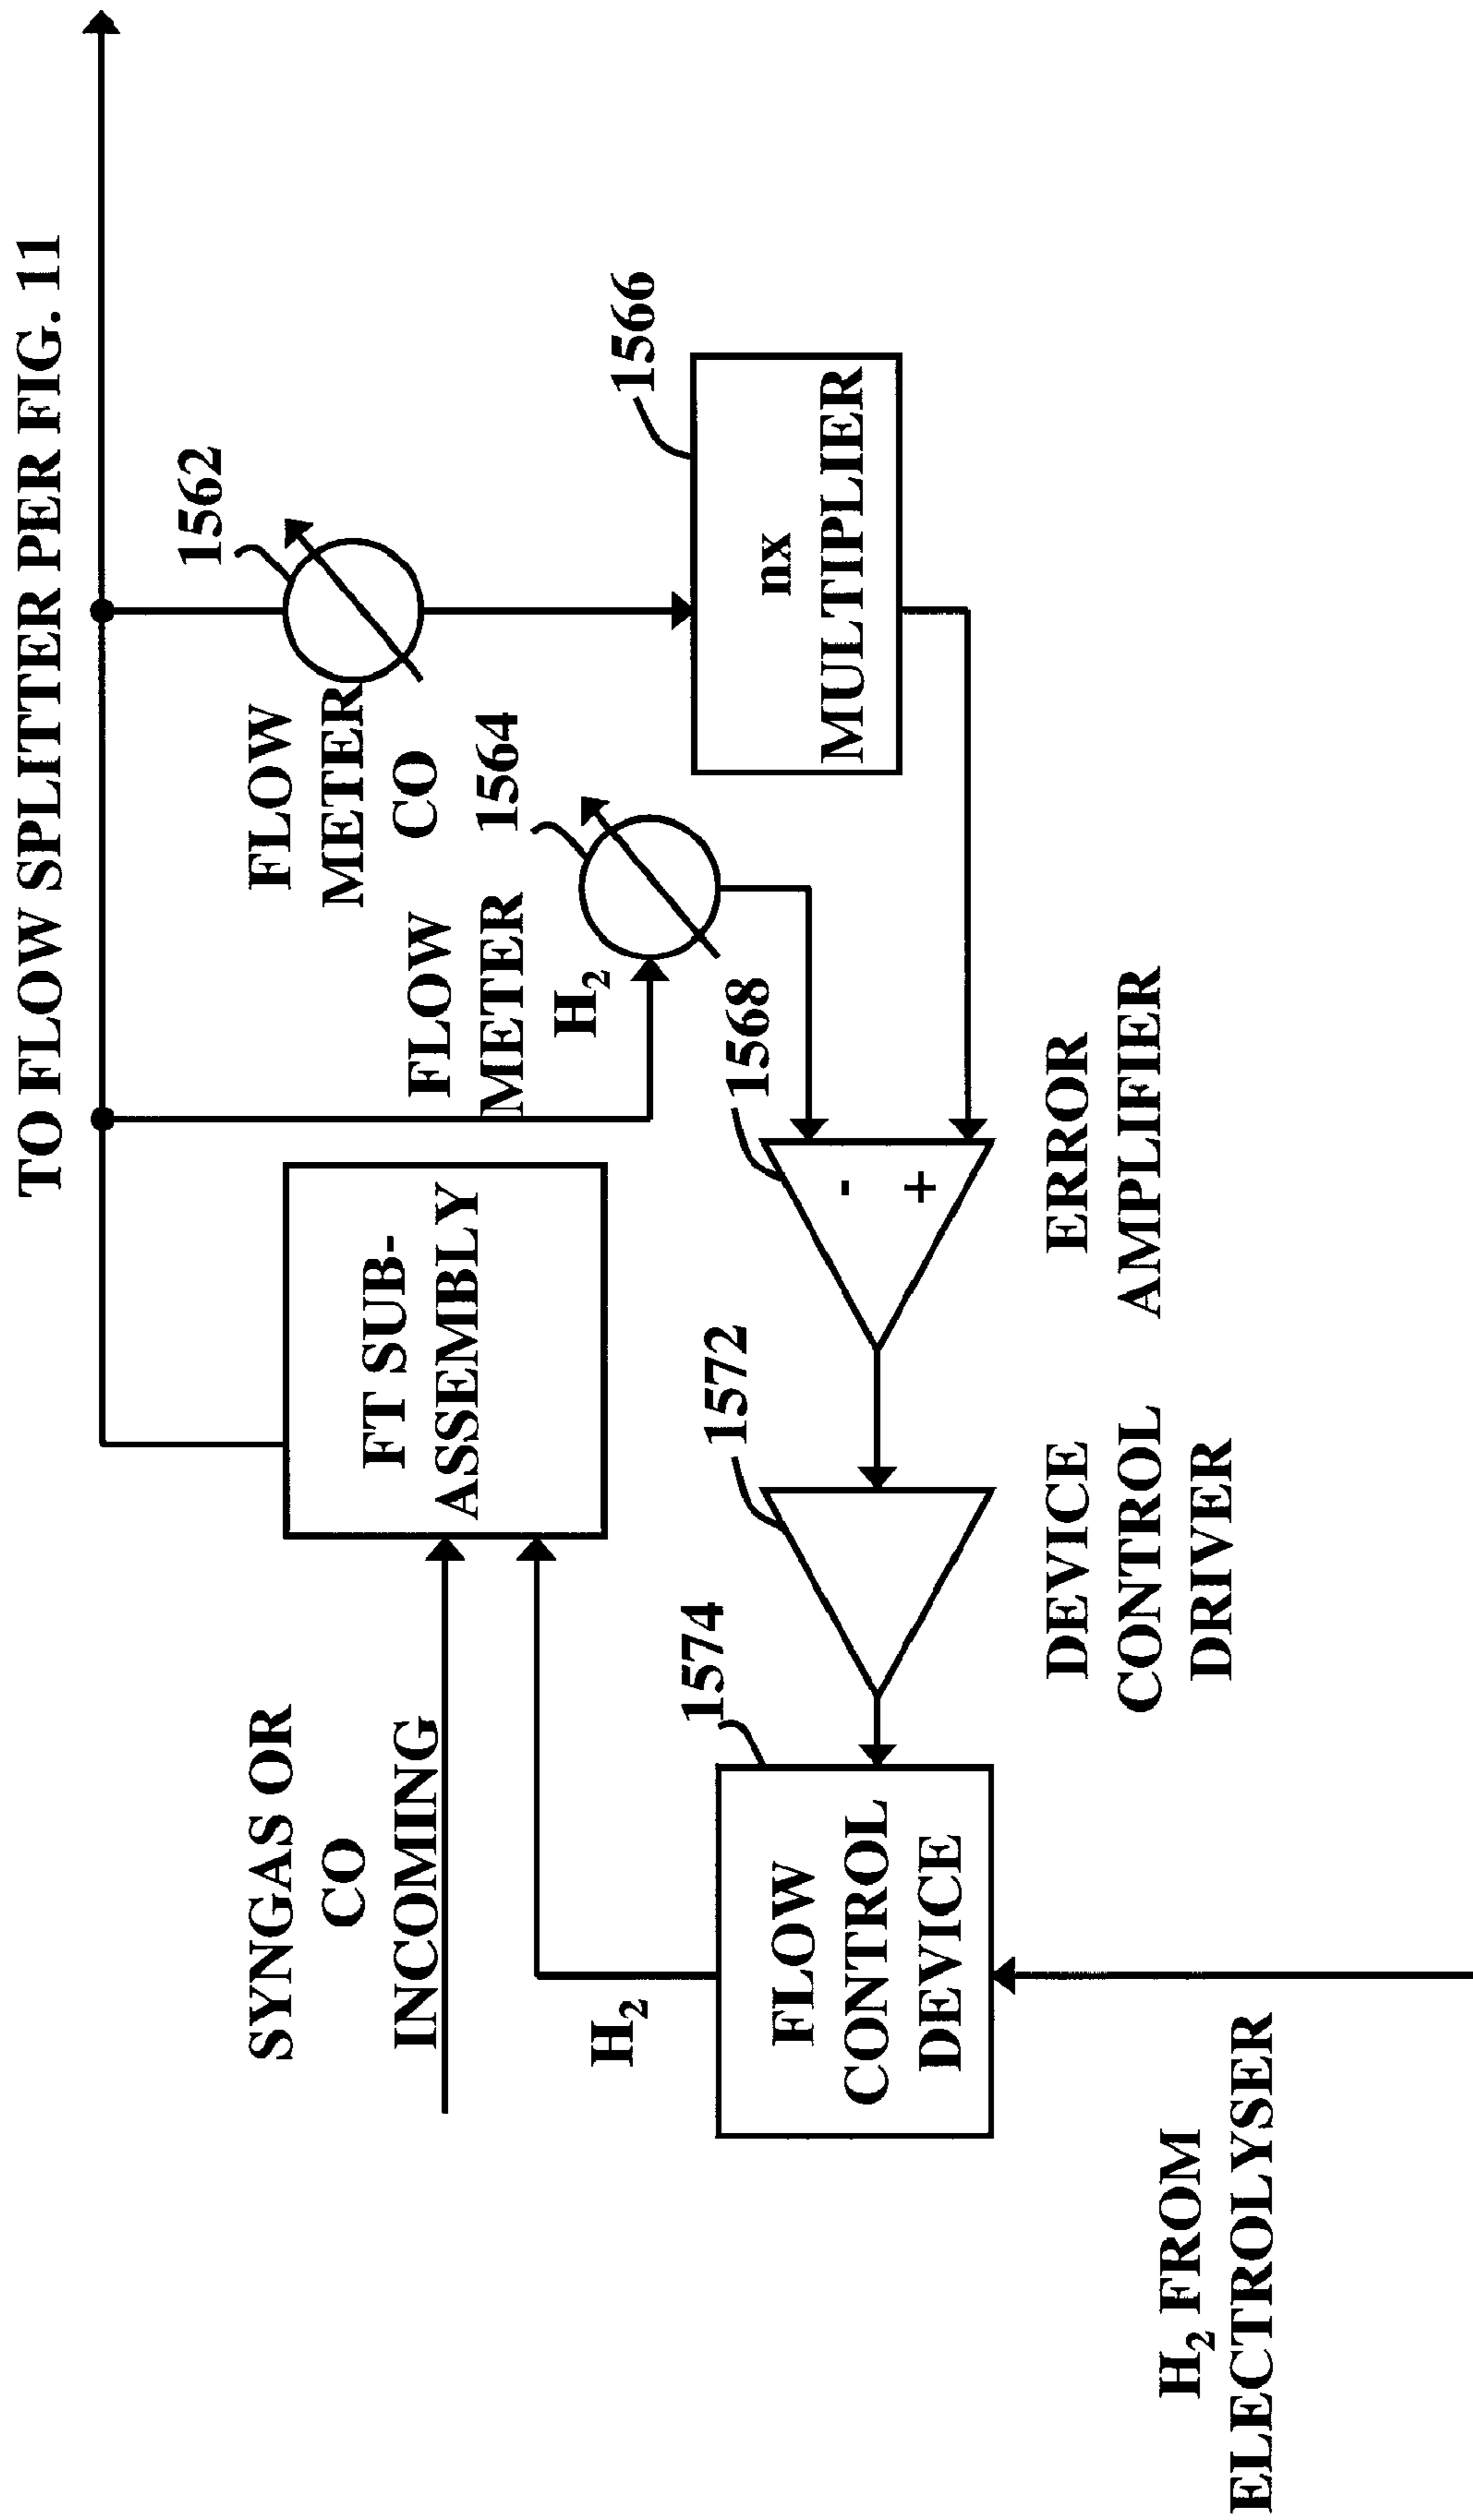 TO FLOW SPLITTER PER FIG. 11
1562
FLOW
METER
CO
1564
FLOW
METER
H₂
1566
nx
MULTIPLIER
FT SUB-
ASSEMBLY
SYNGAS OR
CO
INCOMING
H₂
1568
-
+
ERROR
AMPLIFIER
1572
DEVICE
CONTROL
DRIVER
1574
FLOW
CONTROL
DEVICE
H₂ FROM
ELECTROLYSER